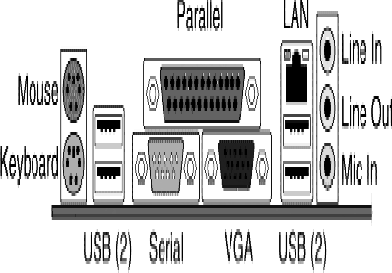 Parallel
LAN
Line In
Mouse
Line Out
Keyboard
Mic In
USB (2)
Serial
VGA
USB (2)